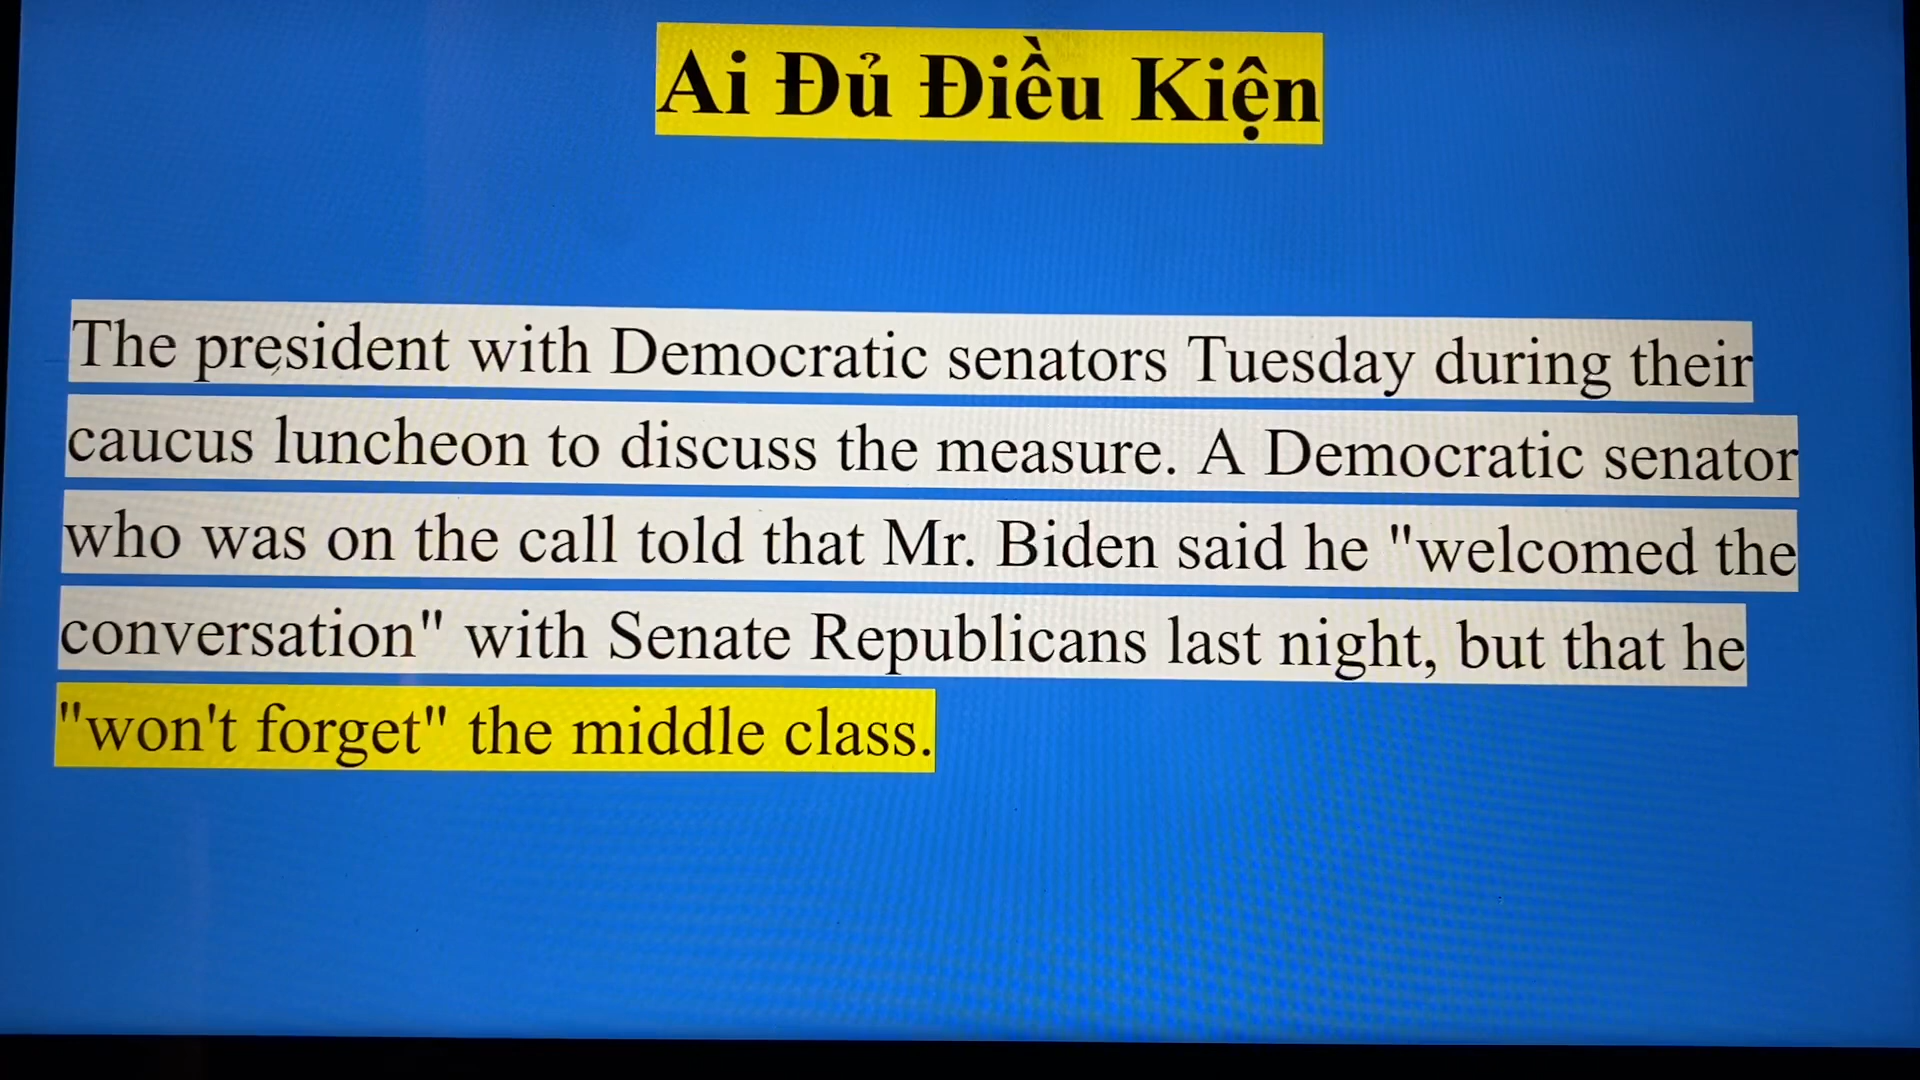 Ai Đủ Điều Kiện
The president with Democratic senators Tuesday during their
caucus luncheon to discuss the measure. A Democratic senator
who was on the call told that Mr. Biden said he "welcomed the
conversation" with Senate Republicans last night, but that he
"won't forget" the middle class.